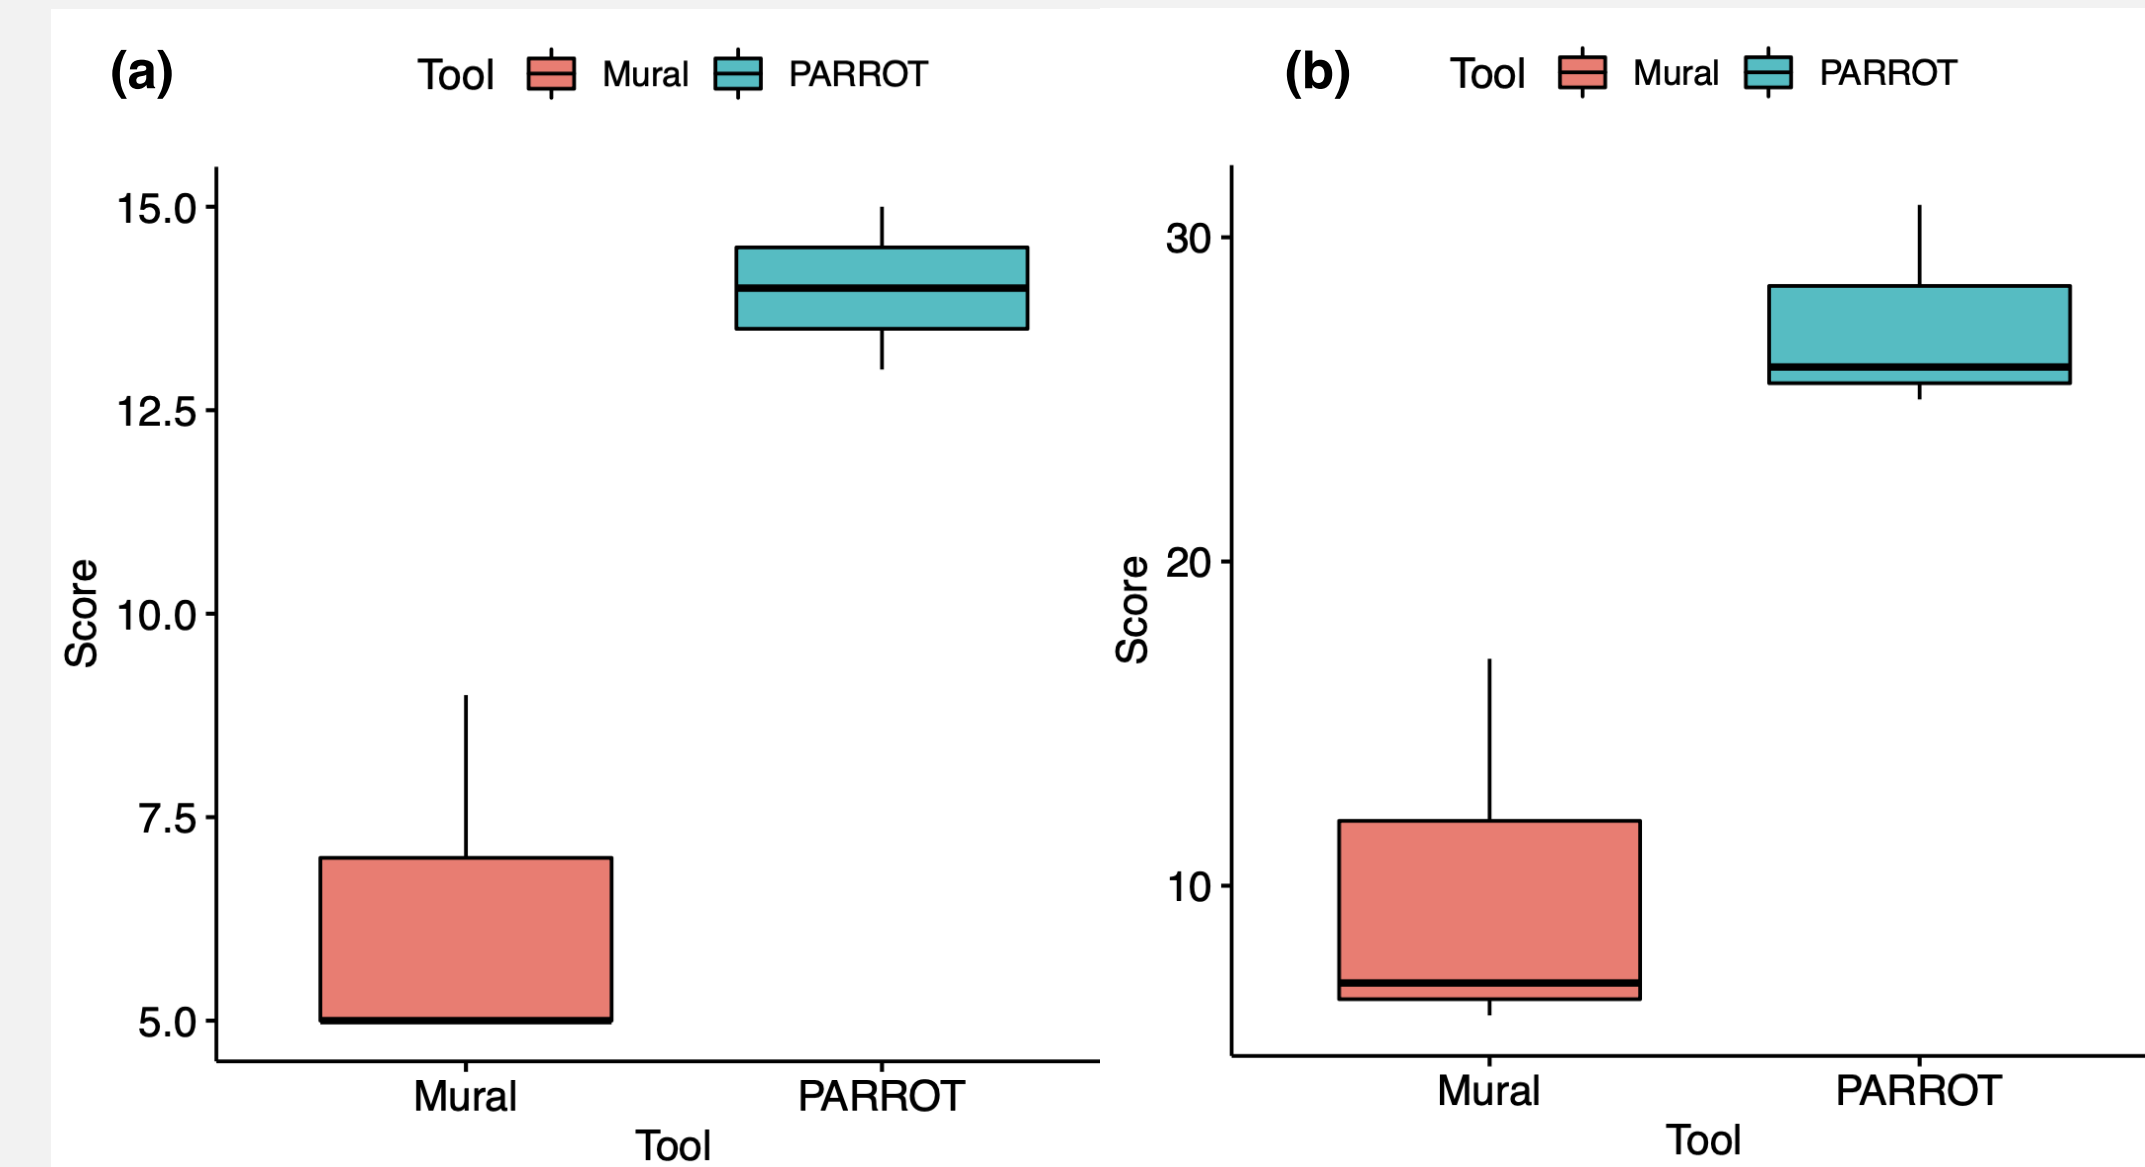 (a)
Tool Mural PARROT
15.0
12.5
10.0
7.5
5.0
Score
Mural PARROT
Tool
(b)
Tool Mural PARROT
30
20
10
Score
Mural PARROT
Tool